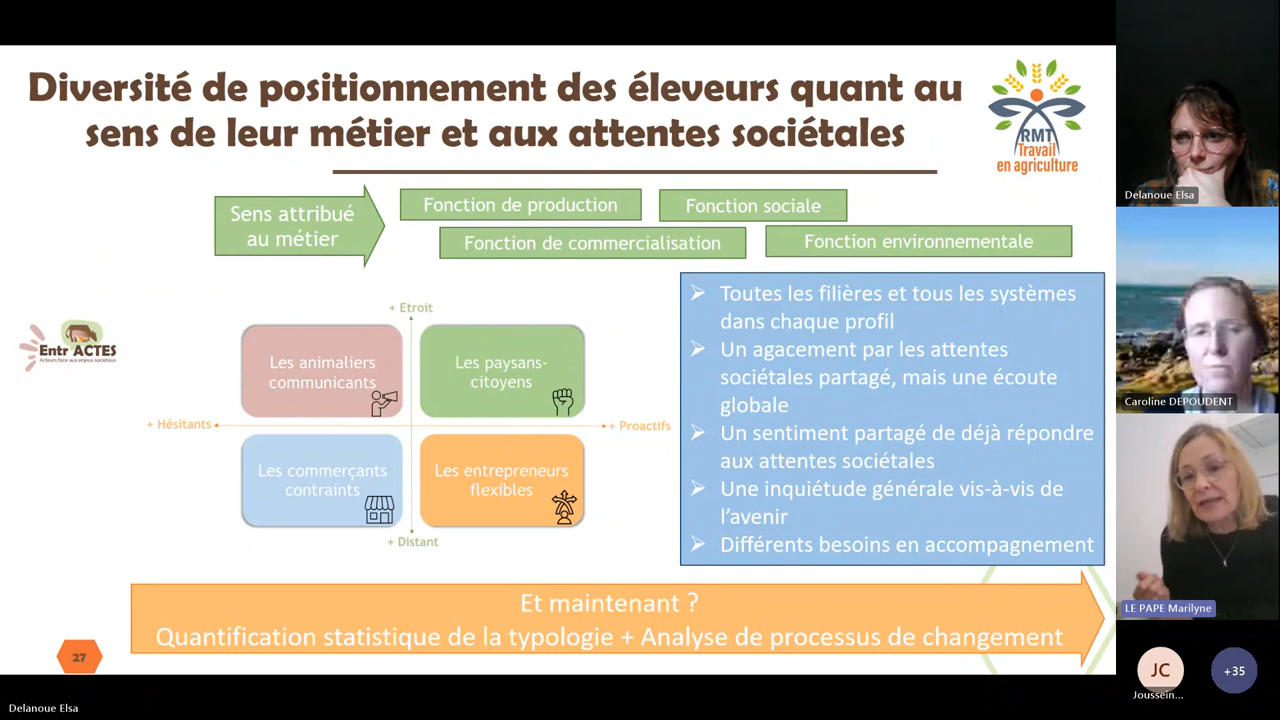 Diversité de positionnement des éleveurs quant au
sens de leur métier et aux attentes sociétales
RMT
Travail
en agriculture
Sens attribué
au métier
Fonction de production
Fonction sociale
Fonction de commercialisation
Fonction environnementale
Entr ACTES
Acteurs face aux enjeux sociétaux
+ Etroit
Les animaliers
communicants
Les paysans-
citoyens
+ Hésitants
+ Proactifs
Les commerçants
contraints
Les entrepreneurs
flexibles
+ Distant
➢ Toutes les filières et tous les systèmes
dans chaque profil
➢ Un agacement par les attentes
sociétales partagé, mais une écoute
globale
➢ Un sentiment partagé de déjà répondre
aux attentes sociétales
➢ Une inquiétude générale vis-à-vis de
l'avenir
➢ Différents besoins en accompagnement
Et maintenant ?
Quantification statistique de la typologie + Analyse de processus de changement
27
Delanoue Elsa
Delanoue Elsa
Caroline DEPOUDENT
LE PAPE Marilyne
JC
Joussein...
+35